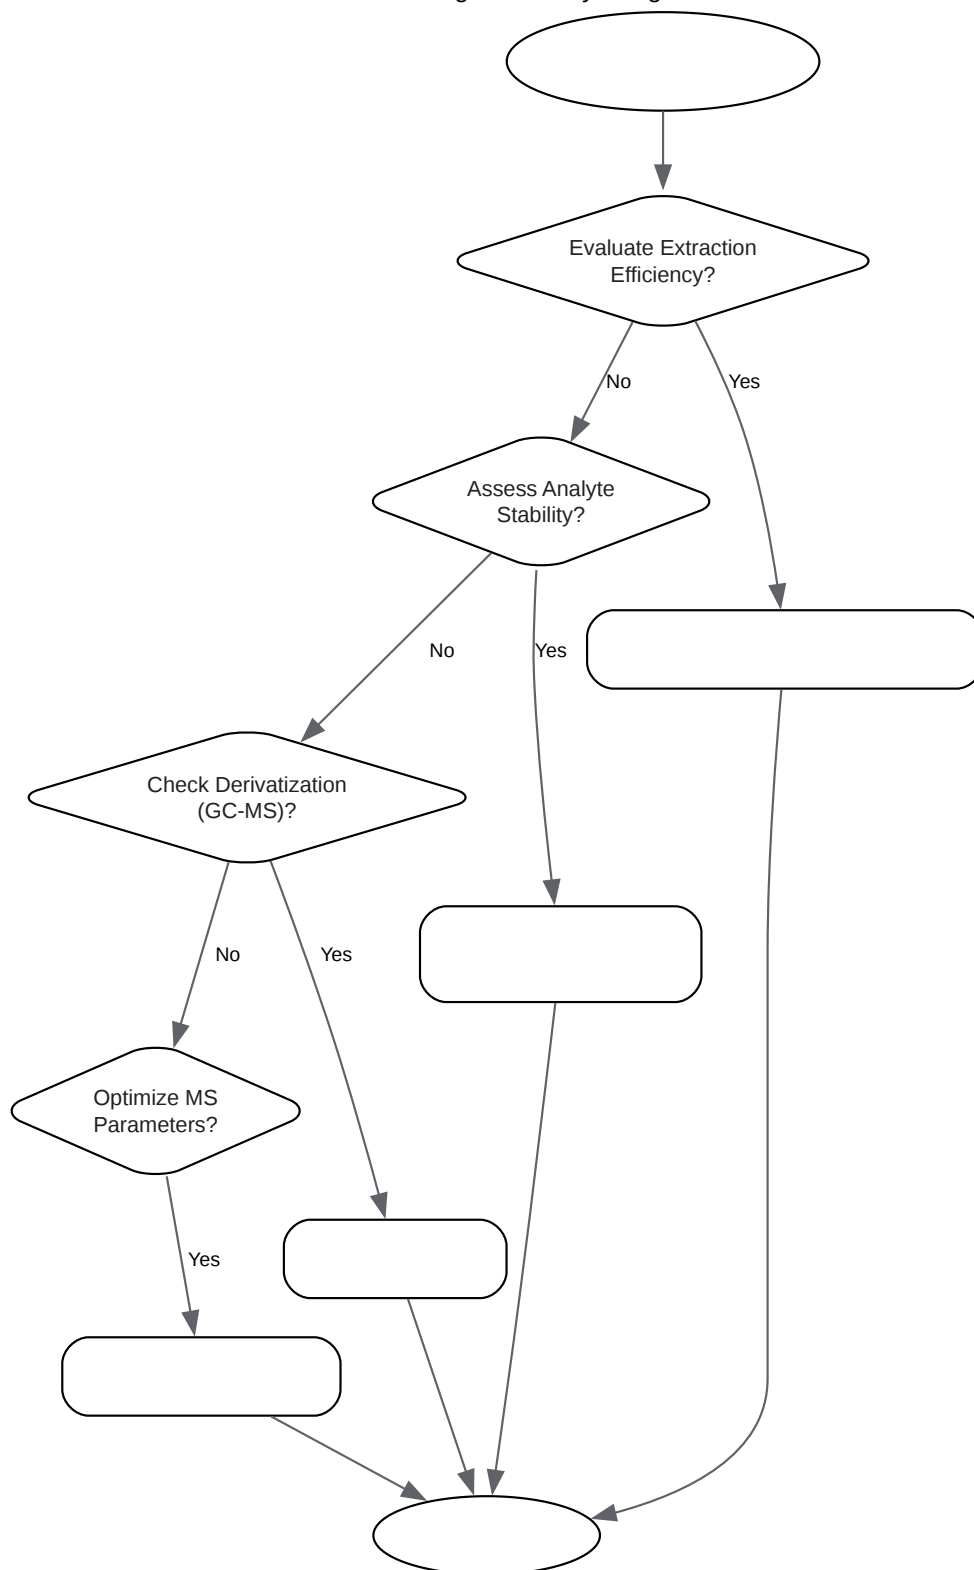 Evaluate Extraction
Efficiency?
No
Yes
Assess Analyte
Stability?
No
Yes
Check Derivatization
(GC-MS)?
No
Yes
Optimize MS
Parameters?
Yes